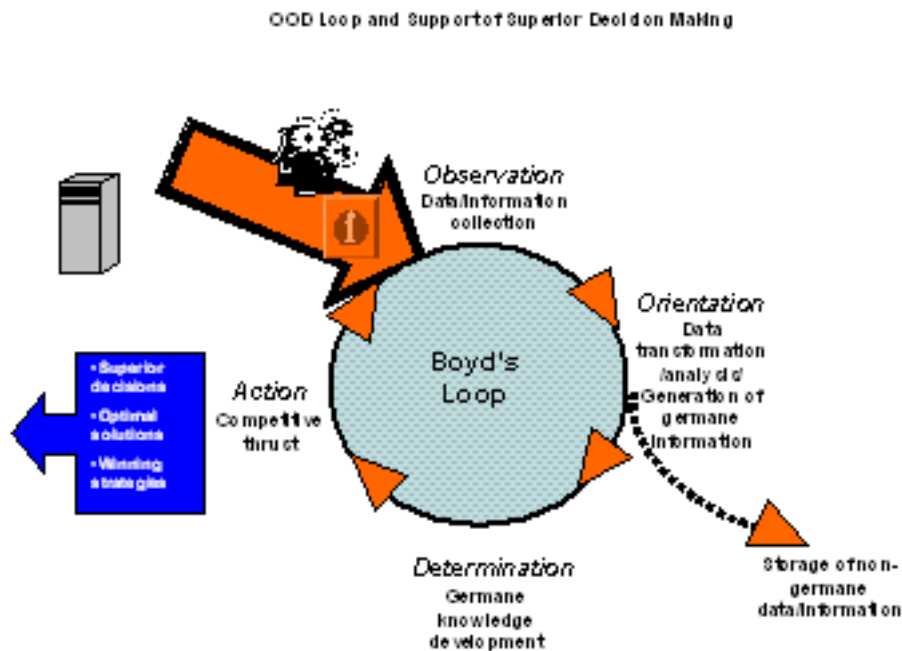 OOD Loop and Support of Superior Decision Making
Observation
Data/Information
collection
Orientation
Data
transformation
/analysis/
Generation of
germane
information
Boyd's
Loop
Action
Competitive
thrust
• Superior
decisions
• Optimal
solutions
• Winning
strategies
Determination
Germane
knowledge
development
Storage of non-
germane
data/information
i